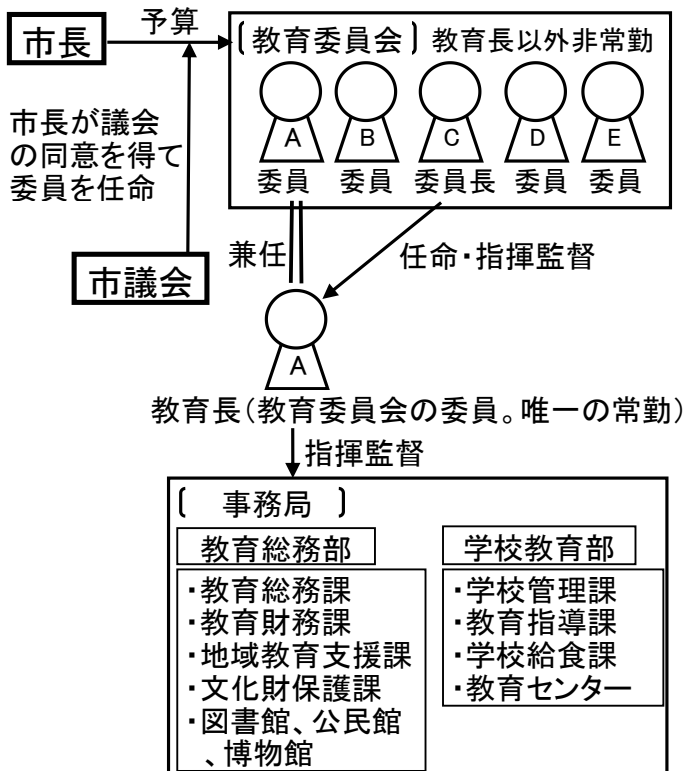 市長
予算
〔教育委員会〕教育長以外非常勤
A B C D E
委員 委員 委員長 委員 委員
市長が議会
の同意を得て
委員を任命
市議会
兼任
任命・指揮監督
A
教育長(教育委員会の委員。唯一の常勤)
指揮監督
〔 事務局 〕
教育総務部
・教育総務課
・教育財務課
・地域教育支援課
・文化財保護課
・図書館、公民館
、博物館
学校教育部
・学校管理課
・教育指導課
・学校給食課
・教育センター